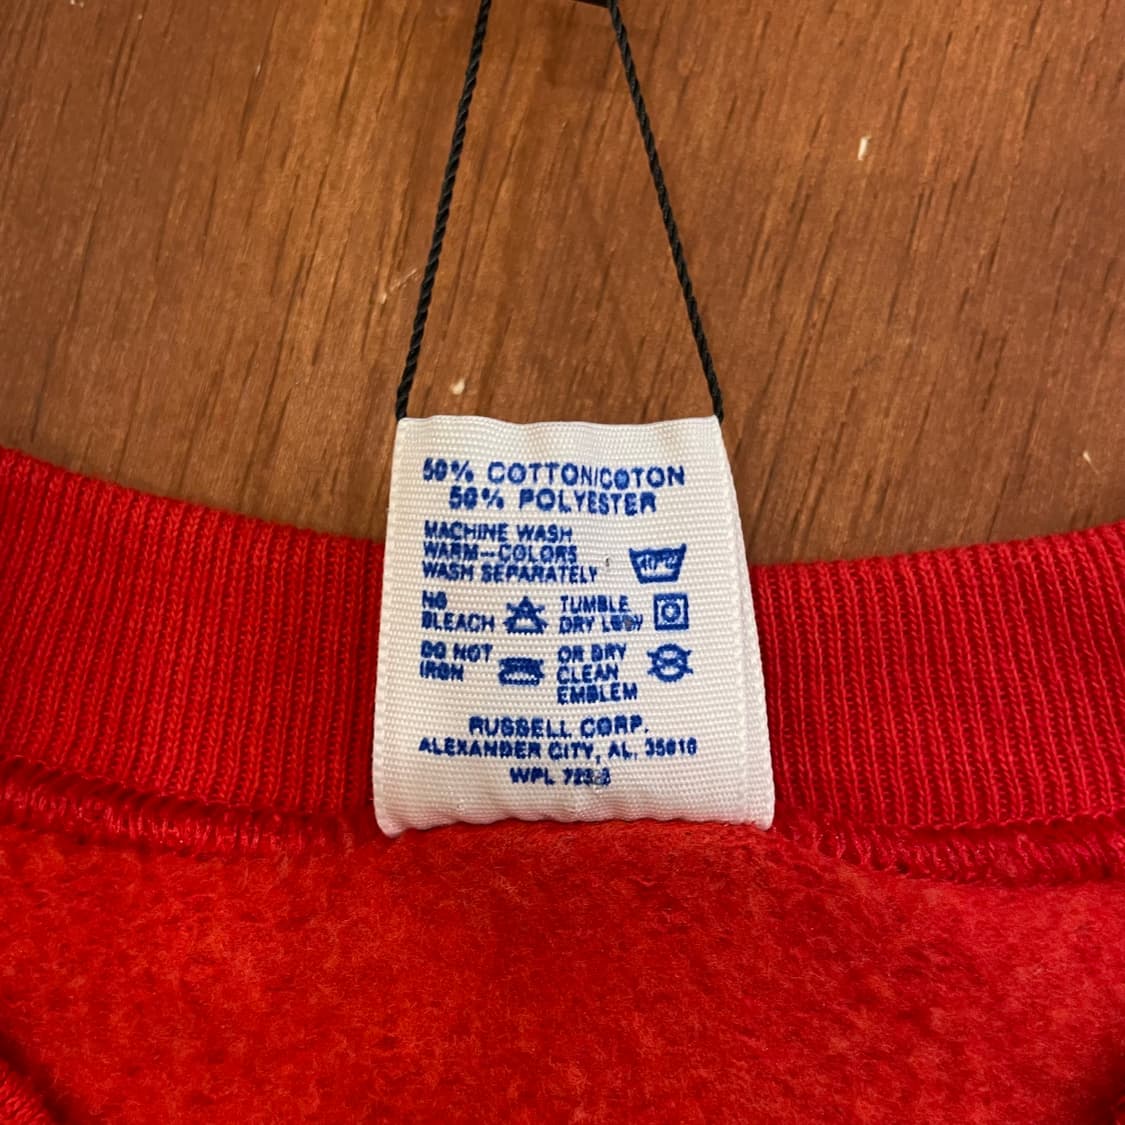 50% COTTON/COTON
50% POLYESTER
MACHINE WASH
WARM—COLORS
WASH SEPARATELY
NO
BLEACH
TUMBLE
DRY LOW
DO NOT
IRON
OR DRY
CLEAN
EMBLEM
RUSSELL CORP.
ALEXANDER CITY, AL. 35010
WPL